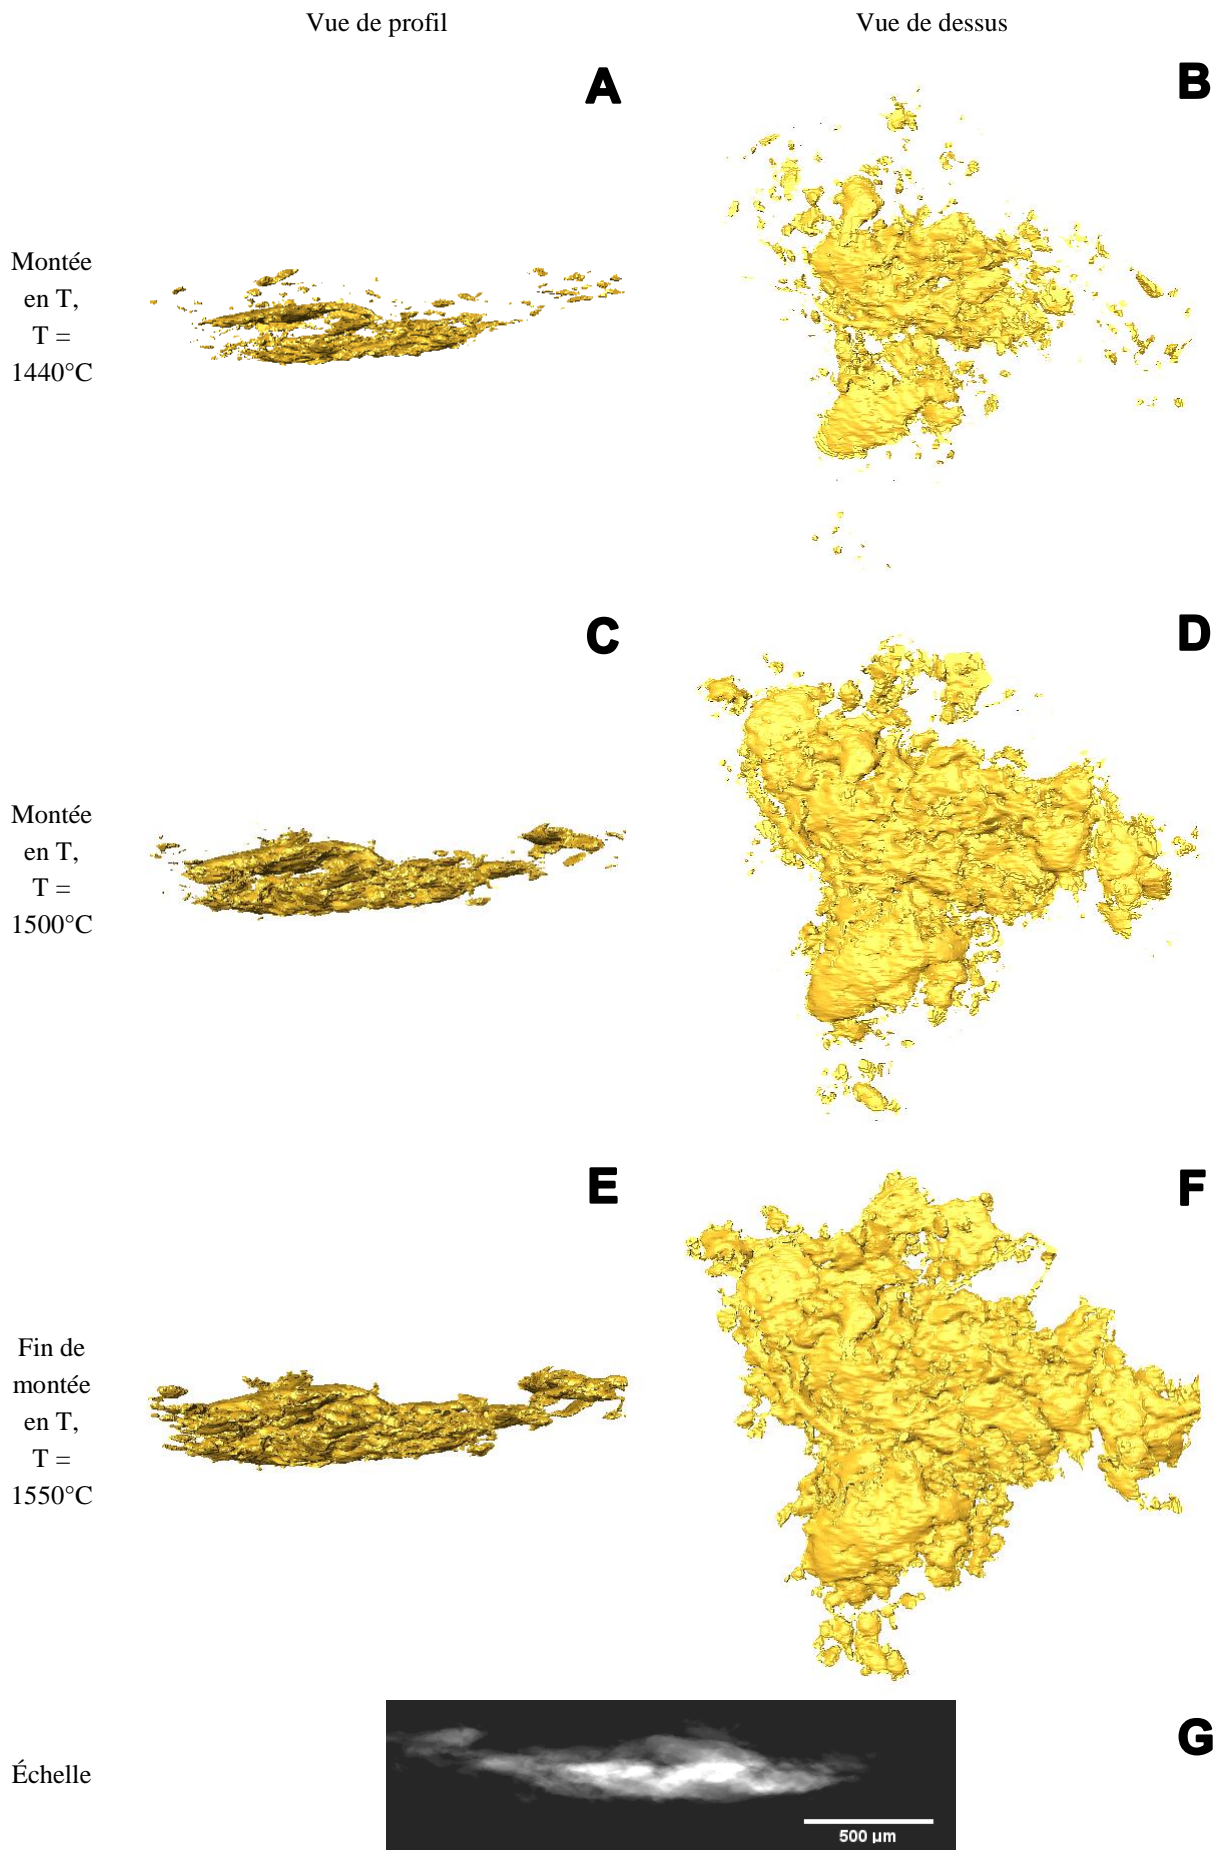 Vue de profil
Vue de dessus
A
B
Montée
en T,
T =
1440°C
C
D
Montée
en T,
T =
1500°C
E
F
Fin de
montée
en T,
T =
1550°C
G
Échelle
500 µm